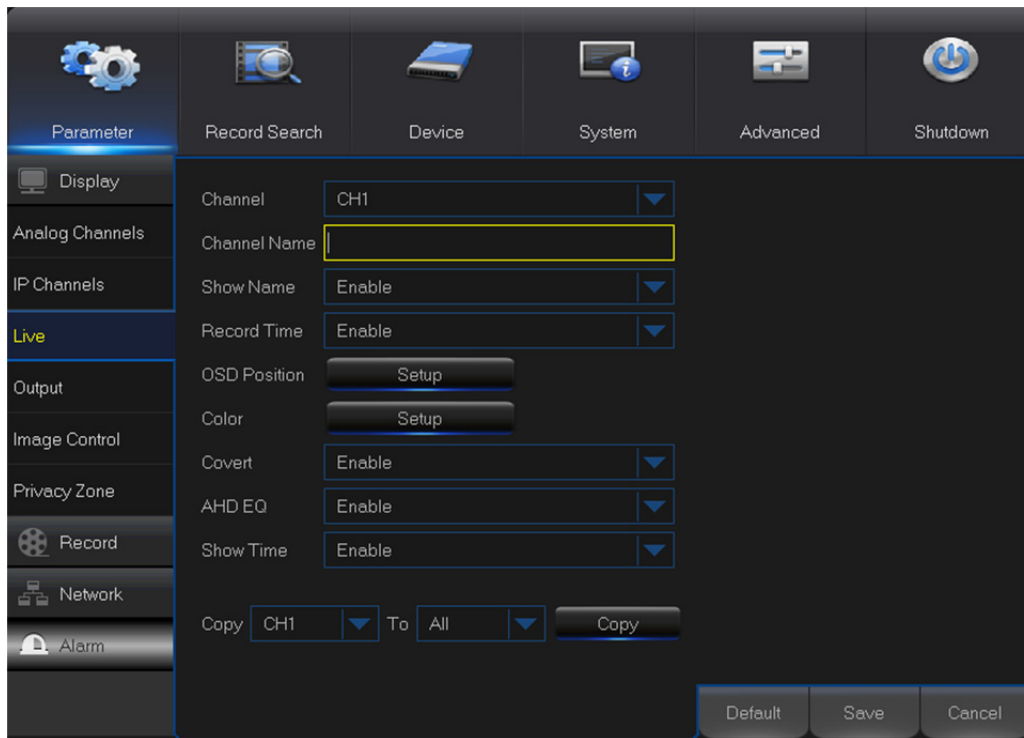 Parameter
Record Search
Device
System
Advanced
Shutdown
Display
Analog Channels
IP Channels
Live
Output
Image Control
Privacy Zone
Record
Network
Alarm
Channel CH1
Channel Name
Show Name Enable
Record Time Enable
OSD Position Setup
Color Setup
Covert Enable
AHD EQ Enable
Show Time Enable
Copy CH1 To All Copy
Default Save Cancel